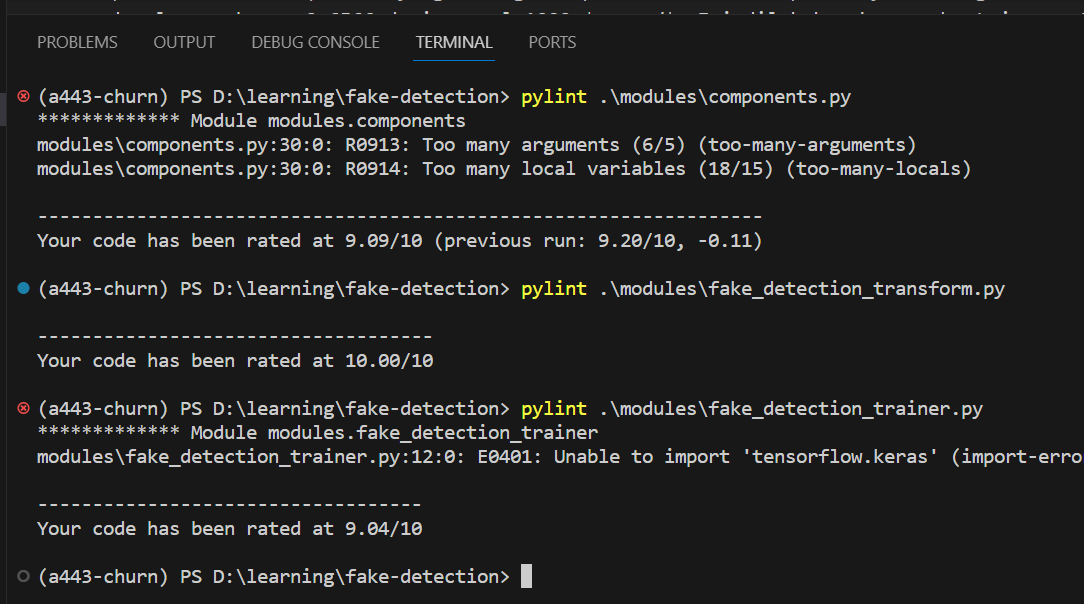 PROBLEMS OUTPUT DEBUG CONSOLE TERMINAL PORTS
(a443-churn) PS D:\learning\fake-detection> pylint .\modules\components.py
************* Module modules.components
modules\components.py:30:0: R0913: Too many arguments (6/5) (too-many-arguments)
modules\components.py:30:0: R0914: Too many local variables (18/15) (too-many-locals)
------------------------------------------------------------------
Your code has been rated at 9.09/10 (previous run: 9.20/10, -0.11)
(a443-churn) PS D:\learning\fake-detection> pylint .\modules\fake_detection_transform.py
------------------------------------
Your code has been rated at 10.00/10
(a443-churn) PS D:\learning\fake-detection> pylint .\modules\fake_detection_trainer.py
************* Module modules.fake_detection_trainer
modules\fake_detection_trainer.py:12:0: E0401: Unable to import 'tensorflow.keras' (import-erro
-----------------------------------
Your code has been rated at 9.04/10
(a443-churn) PS D:\learning\fake-detection>